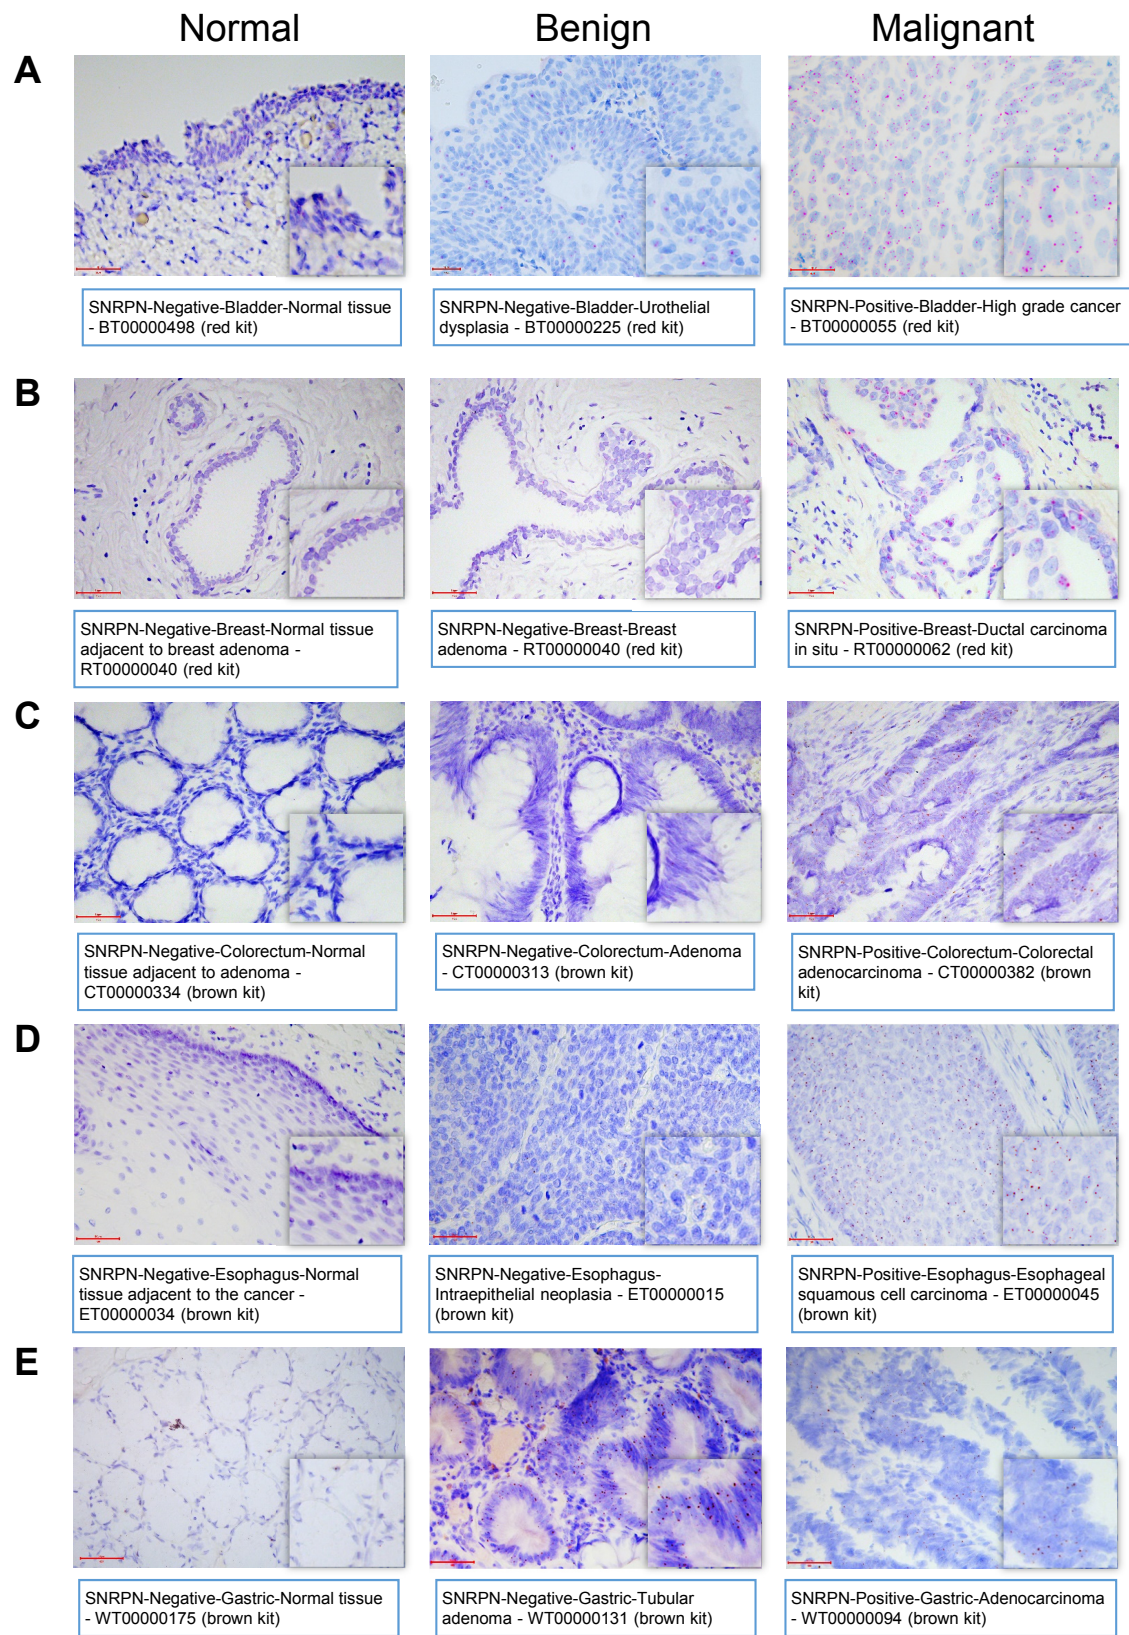 Normal
Benign
Malignant
A
SNRPN-Negative-Bladder-Normal tissue
- BT00000498 (red kit)
SNRPN-Negative-Bladder-Urothelial
dysplasia - BT00000225 (red kit)
SNRPN-Positive-Bladder-High grade cancer
- BT00000055 (red kit)
B
SNRPN-Negative-Breast-Normal tissue
adjacent to breast adenoma -
RT00000040 (red kit)
SNRPN-Negative-Breast-Breast
adenoma - RT00000040 (red kit)
SNRPN-Positive-Breast-Ductal carcinoma
in situ - RT00000062 (red kit)
C
SNRPN-Negative-Colorectum-Normal
tissue adjacent to adenoma -
CT00000334 (brown kit)
SNRPN-Negative-Colorectum-Adenoma
- CT00000313 (brown kit)
SNRPN-Positive-Colorectum-Colorectal
adenocarcinoma - CT00000382 (brown
kit)
D
SNRPN-Negative-Esophagus-Normal
tissue adjacent to the cancer -
ET00000034 (brown kit)
SNRPN-Negative-Esophagus-
Intraepithelial neoplasia - ET00000015
(brown kit)
SNRPN-Positive-Esophagus-Esophageal
squamous cell carcinoma - ET00000045
(brown kit)
E
SNRPN-Negative-Gastric-Normal tissue
- WT00000175 (brown kit)
SNRPN-Negative-Gastric-Tubular
adenoma - WT00000131 (brown kit)
SNRPN-Positive-Gastric-Adenocarcinoma
- WT00000094 (brown kit)